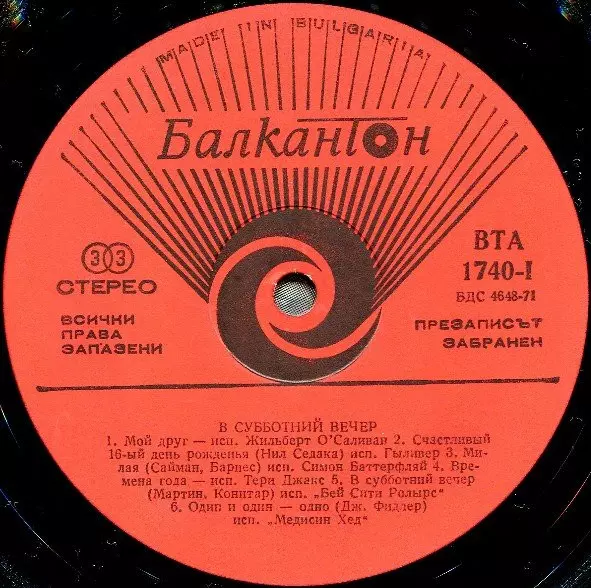 MADE IN BULGARIA
Балкантон
33
СТЕРЕО
ВТА
1740-I
БДС 4648-71
ВСИЧКИ
ПРАВА
ЗАПАЗЕНИ
ПРЕЗАПИСЪТ
ЗАБРАНЕН
В СУББОТНИЙ ВЕЧЕР
1. Мой друг — исп. Жильберт О'Саливан 2. Счастливый
16-ый день рожденья (Нил Седака) исп. Гыливер 3. Ми-
лая (Сайман, Барнес) исп. Симон Баттерфляй 4. Вре-
мена года — исп. Тери Джакс 5. В субботний вечер
(Мартин, Конитар) исп. „Бей Сити Ролырс"
6. Один и один — одно (Дж. Фидлер)
исп. „Медисин Хед"